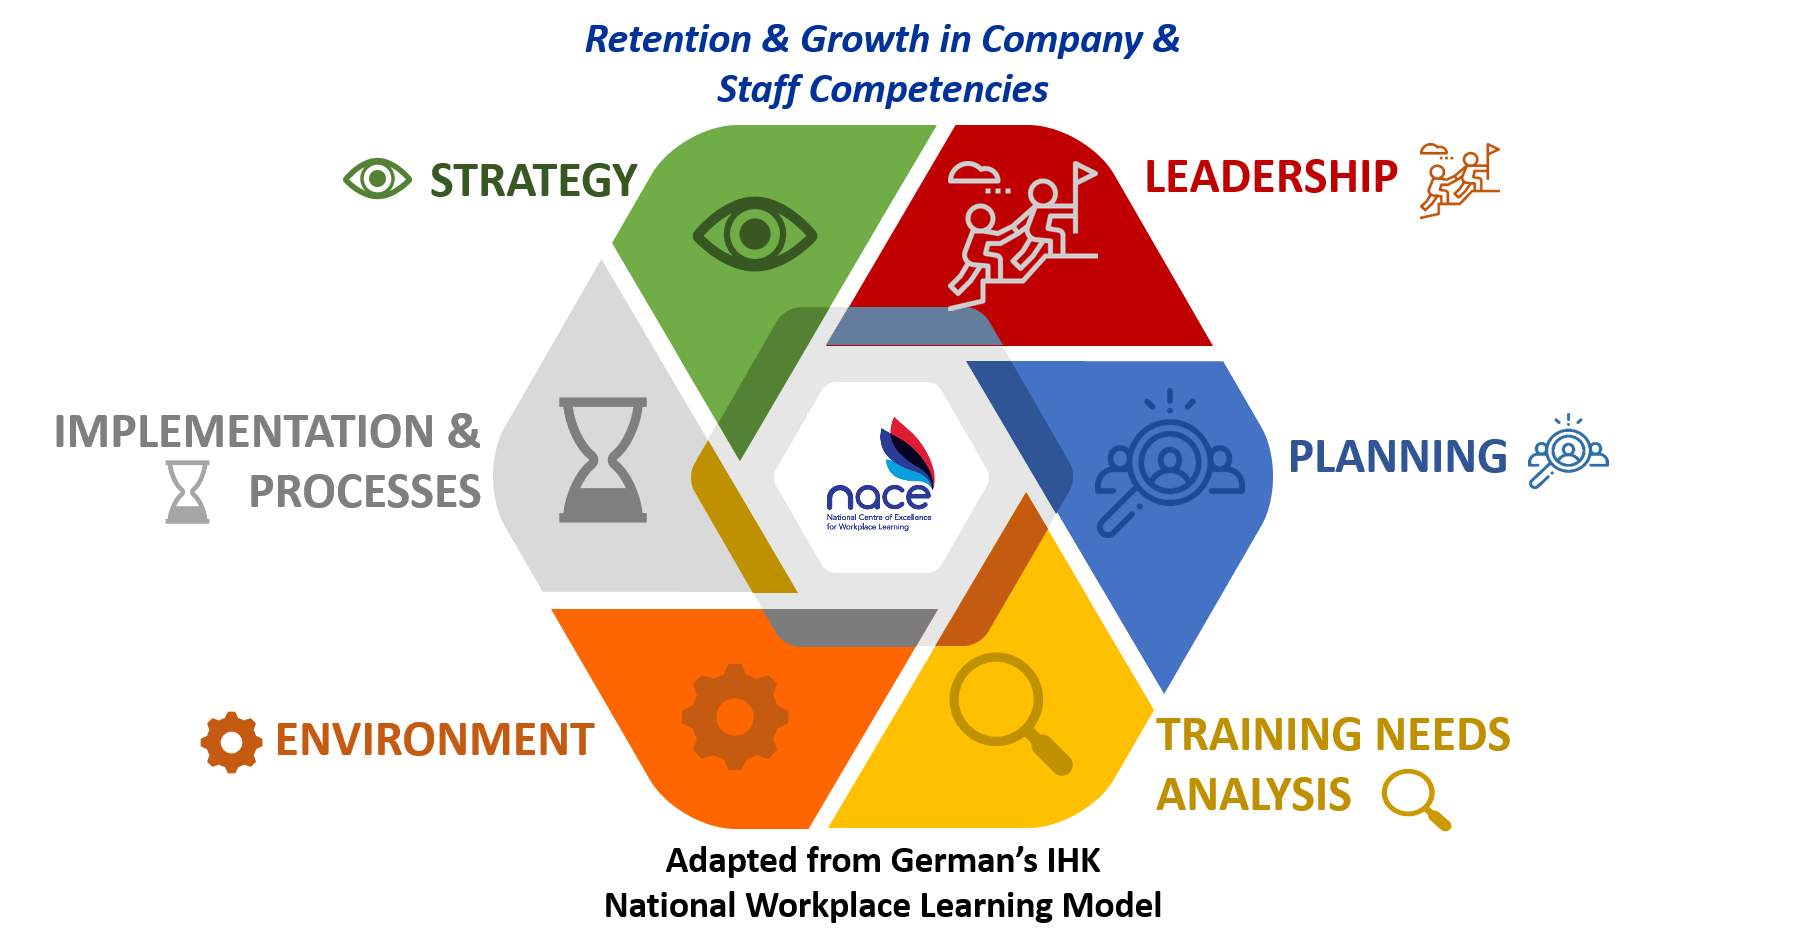 Retention & Growth in Company &
Staff Competencies
STRATEGY
LEADERSHIP
IMPLEMENTATION &
PROCESSES
PLANNING
nace
National Centre of Excellence
for Workplace Learning
ENVIRONMENT
TRAINING NEEDS
ANALYSIS
Adapted from German’s IHK
National Workplace Learning Model